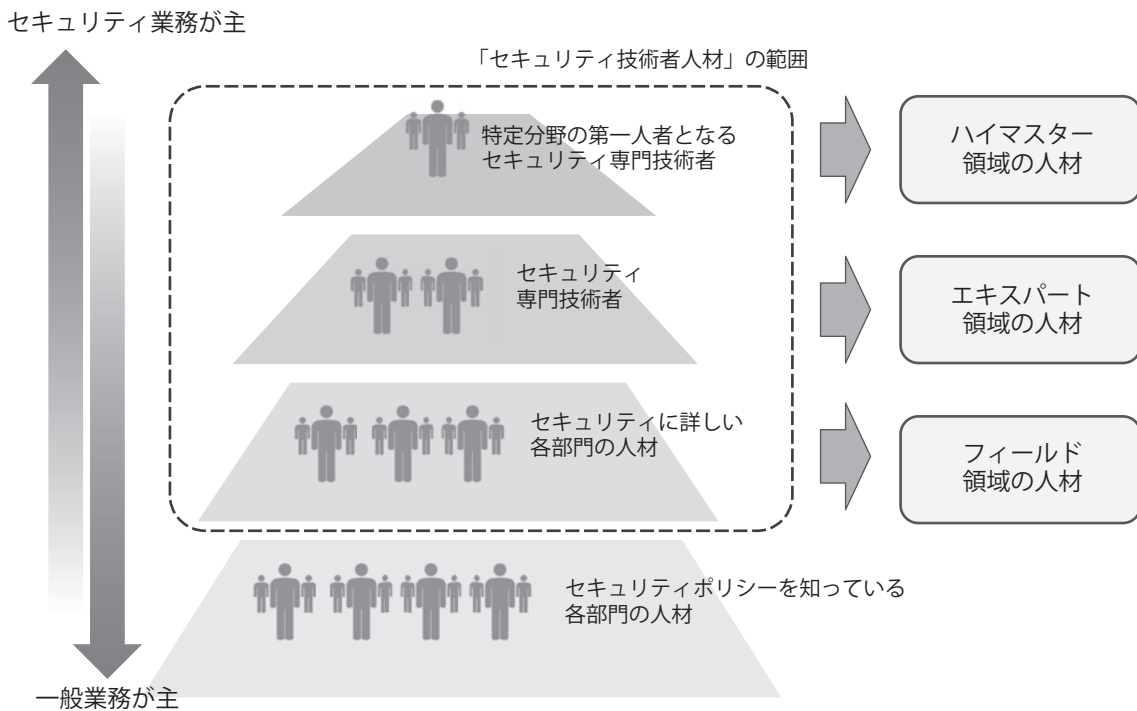 セキュリティ業務が主
「セキュリティ技術者人材」の範囲
特定分野の第一人者となる
セキュリティ専門技術者
ハイマスター
領域の人材
セキュリティ
専門技術者
エキスパート
領域の人材
セキュリティに詳しい
各部門の人材
フィールド
領域の人材
セキュリティポリシーを知っている
各部門の人材
一般業務が主